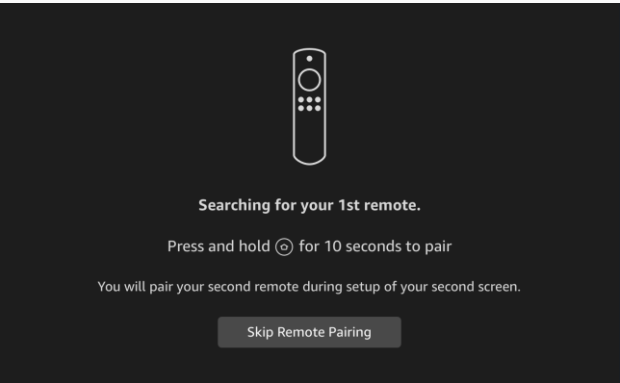 Searching for your 1st remote.
Press and hold for 10 seconds to pair
You will pair your second remote during setup of your second screen.
Skip Remote Pairing